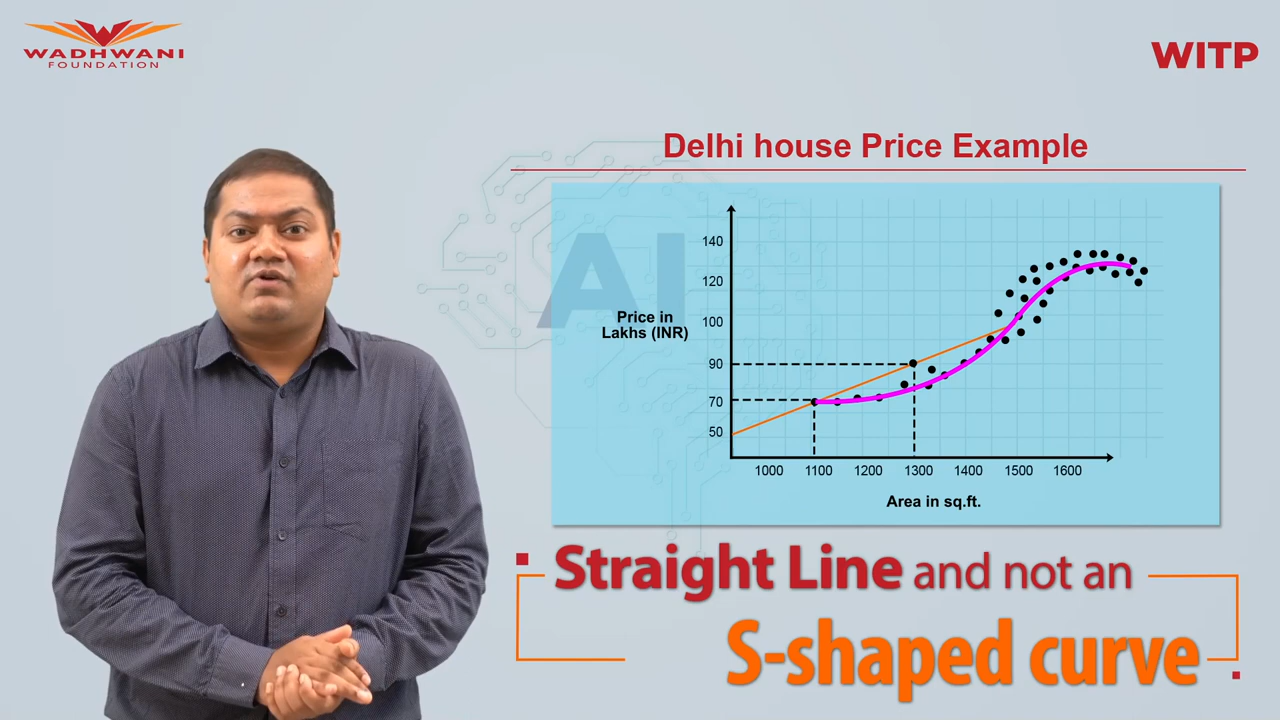 WADHWANI
FOUNDATION
WITP
Delhi house Price Example
AI
Price in
Lakhs (INR)
140
120
100
90
70
50
1000 1100 1200 1300 1400 1500 1600
Area in sq.ft.
Straight Line and not an
S-shaped curve